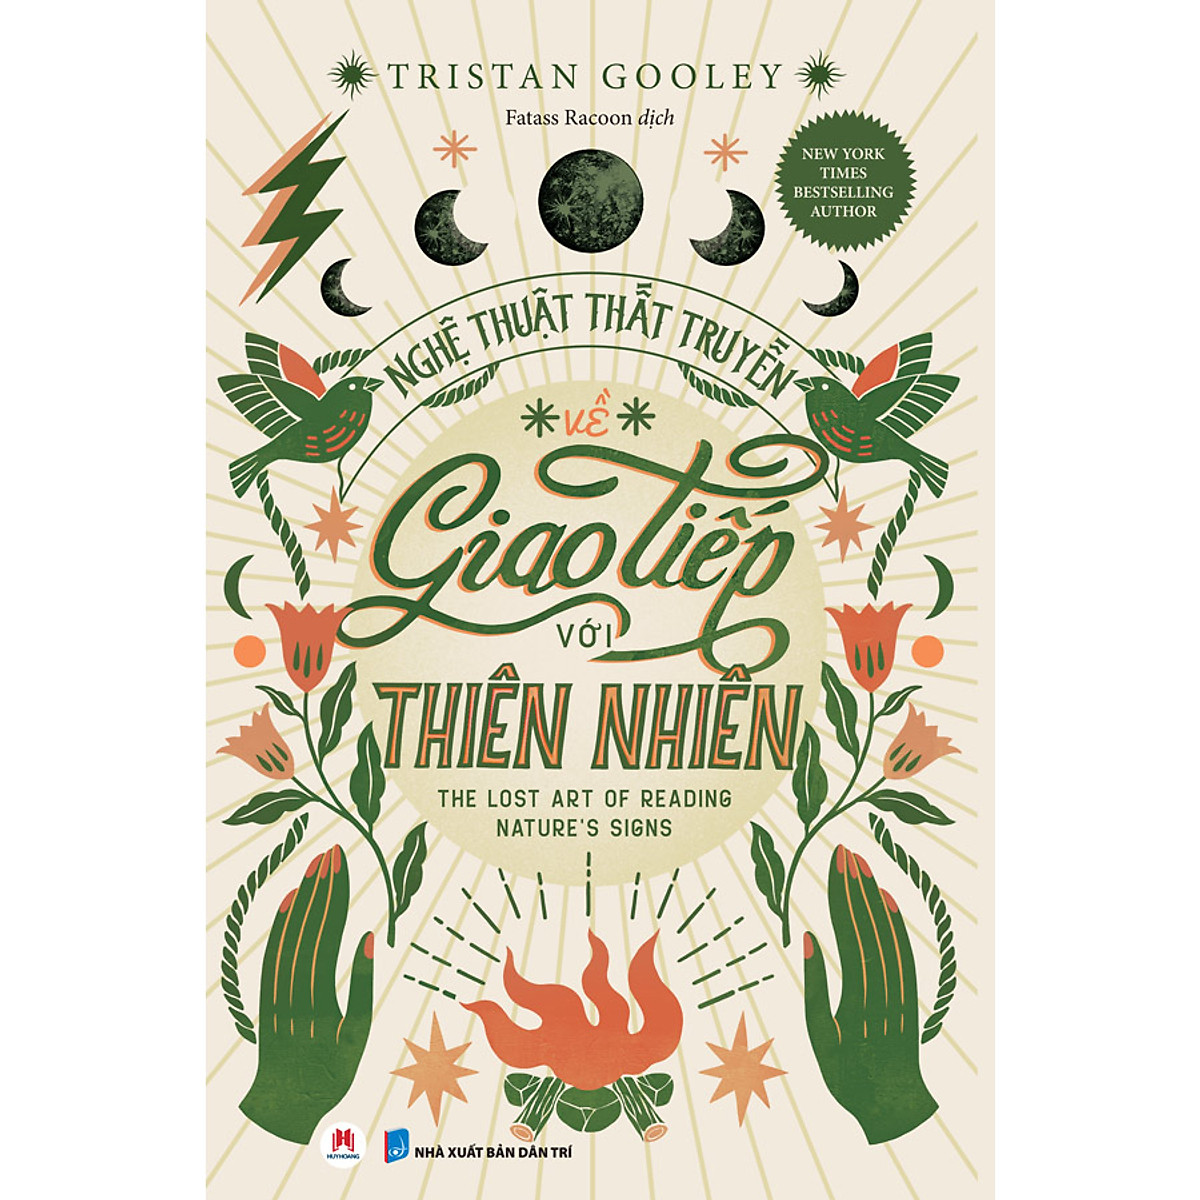 TRISTAN GOOLEY
Fatass Racoon dịch
NEW YORK
TIMES
BESTSELLING
AUTHOR
NGHỆ THUẬT THẤT TRUYỀN
VỀ
Giao Tiếp
VỚI
THIÊN NHIÊN
THE LOST ART OF READING
NATURE'S SIGNS
HUYHOANG
NHÀ XUẤT BẢN DÂN TRÍ